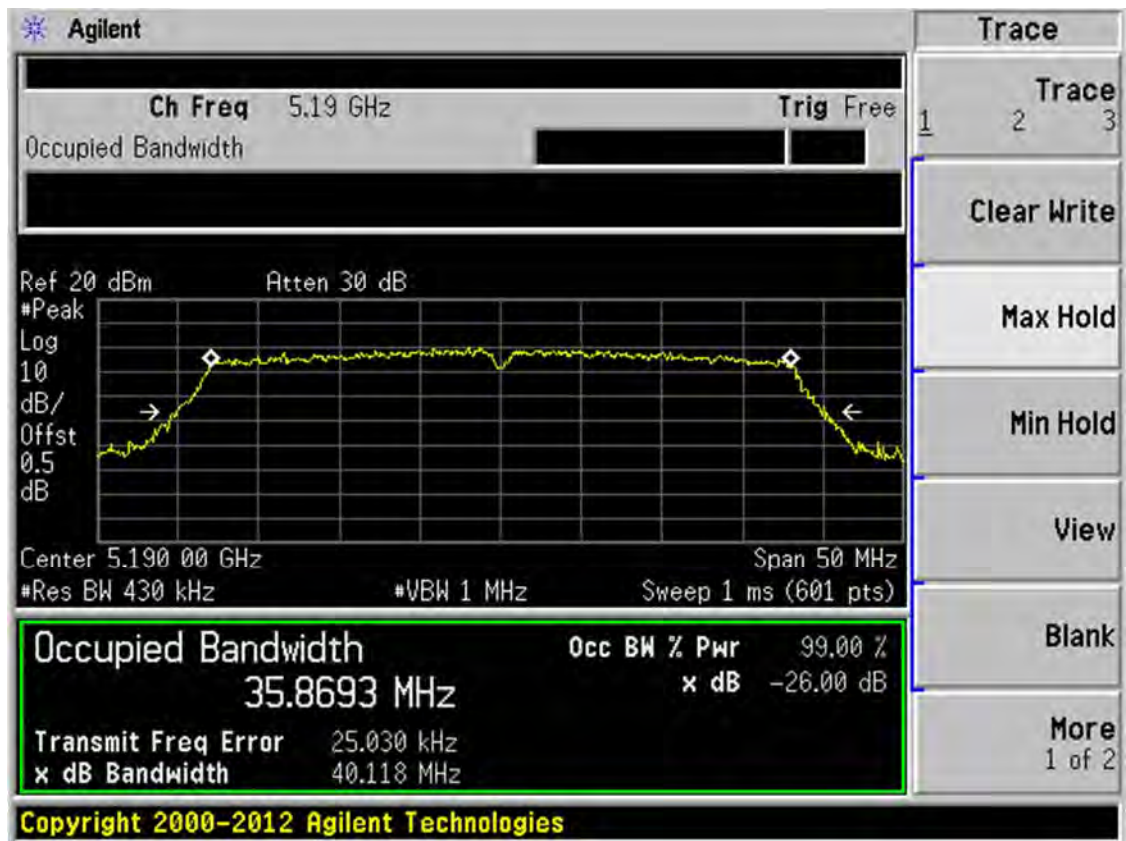 Agilent
Trace
Ch Freq 5.19 GHz
Trig Free
Occupied Bandwidth
Trace
1 2 3
Clear Write
Max Hold
Min Hold
View
Blank
More
1 of 2
Ref 20 dBm
Atten 30 dB
#Peak
Log
10
dB/
Offst
0.5
dB
Center 5.190 00 GHz
Span 50 MHz
#Res BW 430 kHz
#VBW 1 MHz
Sweep 1 ms (601 pts)
Occupied Bandwidth
35.8693 MHz
Occ BW % Pwr 99.00 %
x dB -26.00 dB
Transmit Freq Error 25.030 kHz
x dB Bandwidth 40.118 MHz
Copyright 2000-2012 Agilent Technologies